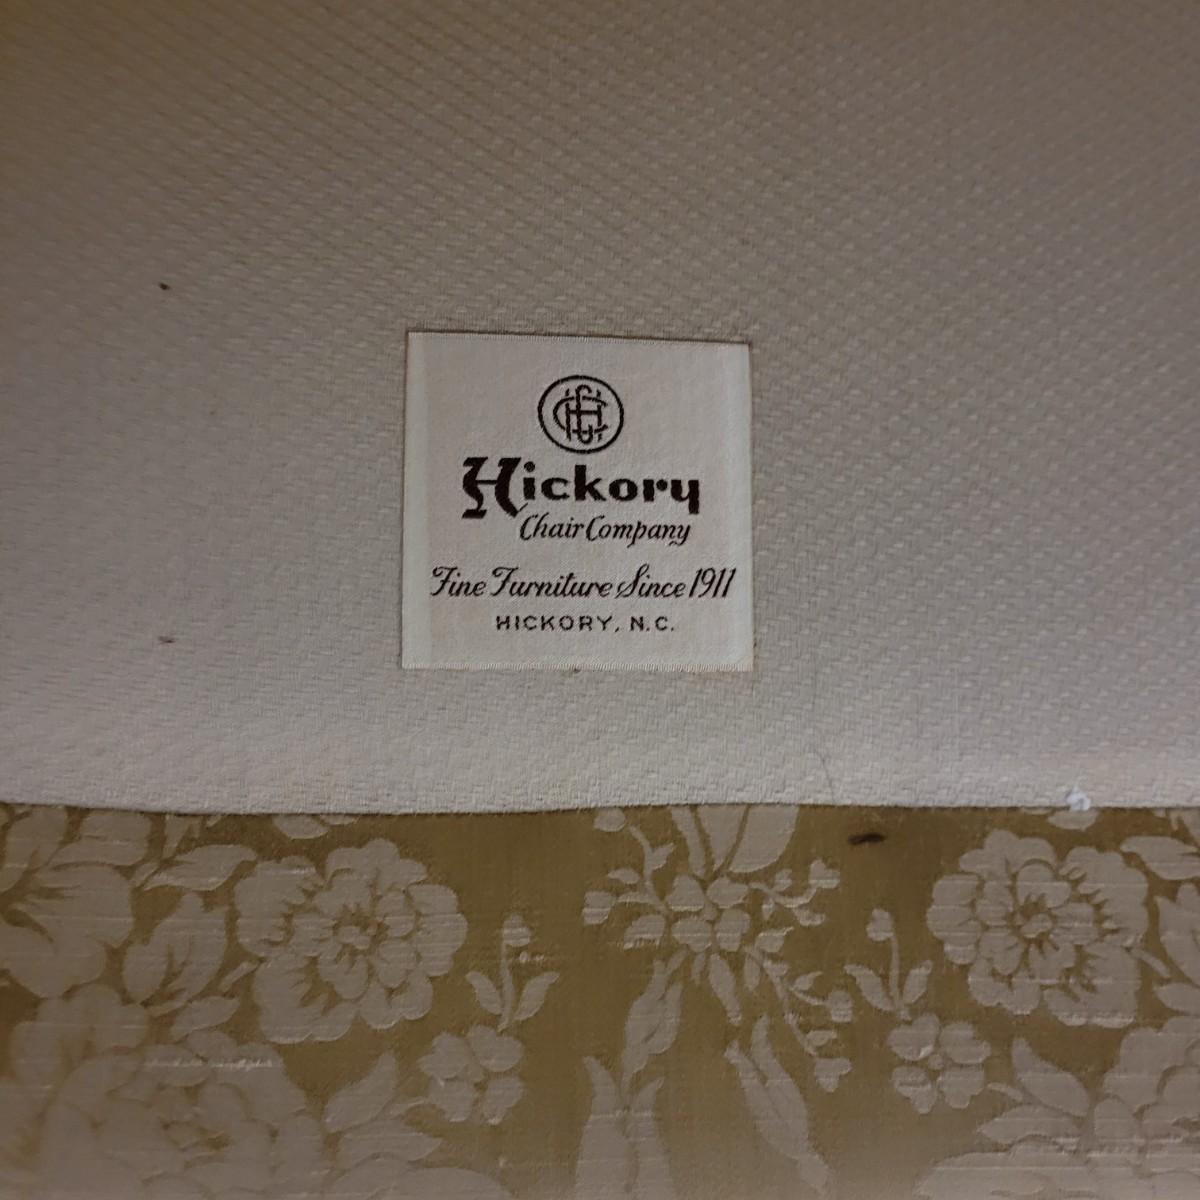 HCC
Hickory
Chair Company
Fine Furniture Since 1911
HICKORY, N.C.